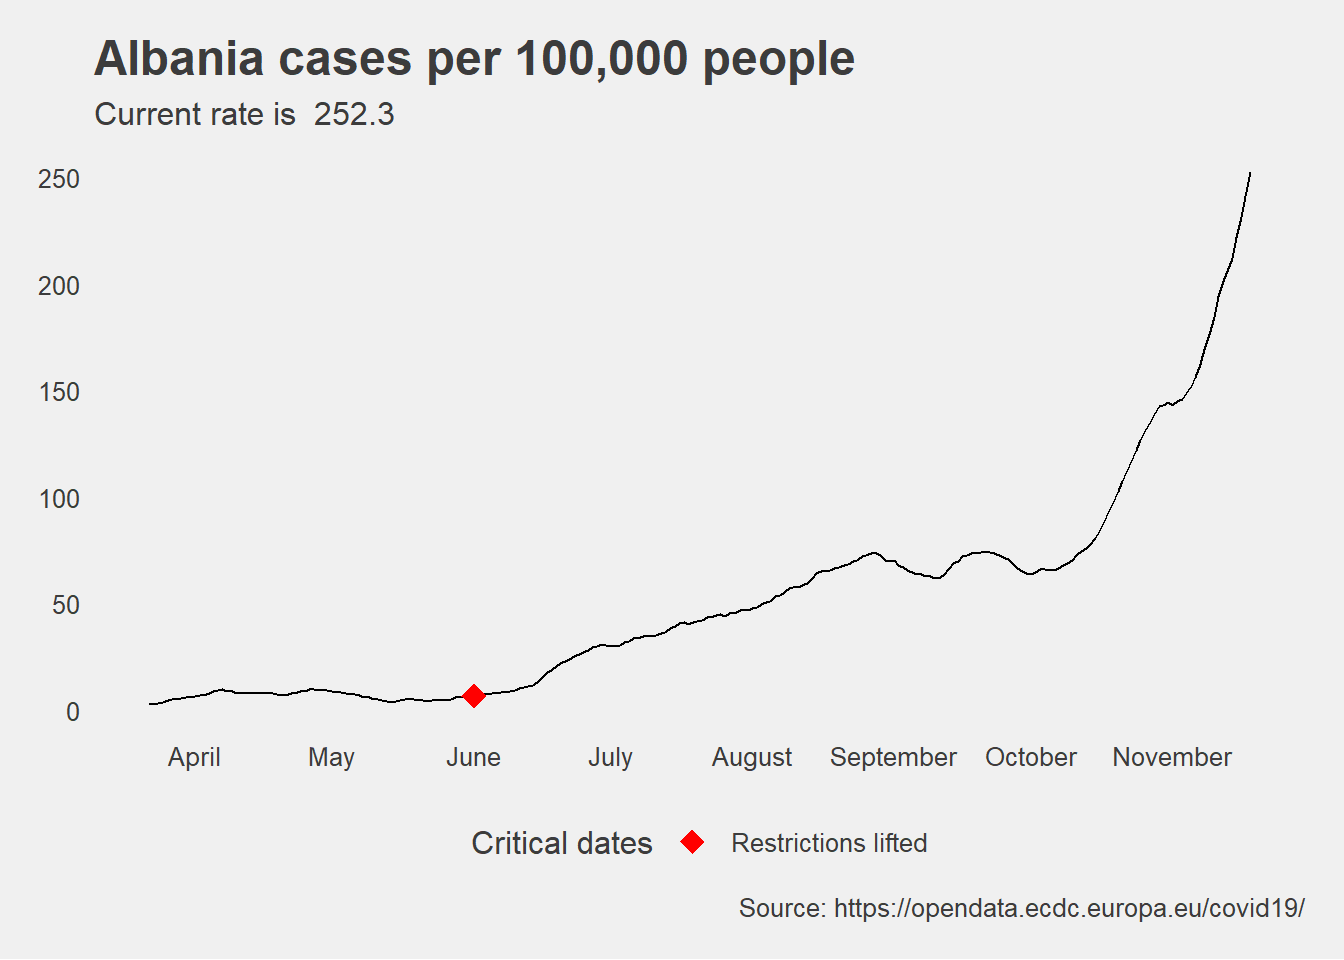 Albania cases per 100,000 people
Current rate is  252.3
250
200
150
100
50
0
April May June July August September October November
Critical dates Restrictions lifted
Source: https://opendata.ecdc.europa.eu/covid19/